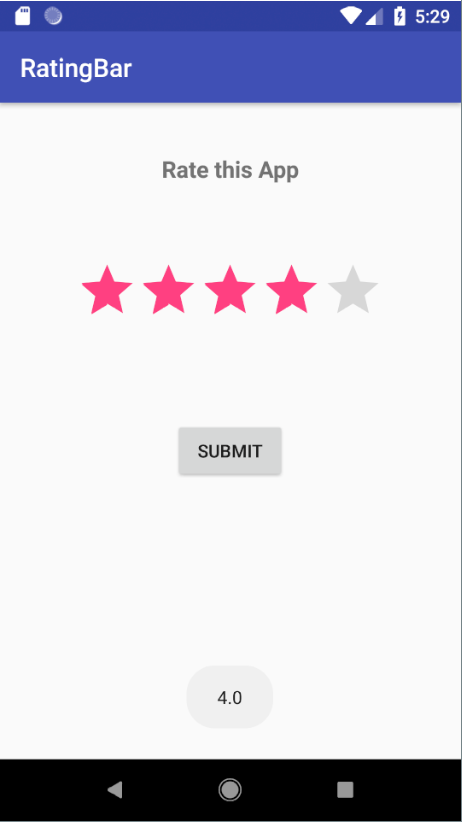 5:29
RatingBar
Rate this App
SUBMIT
4.0